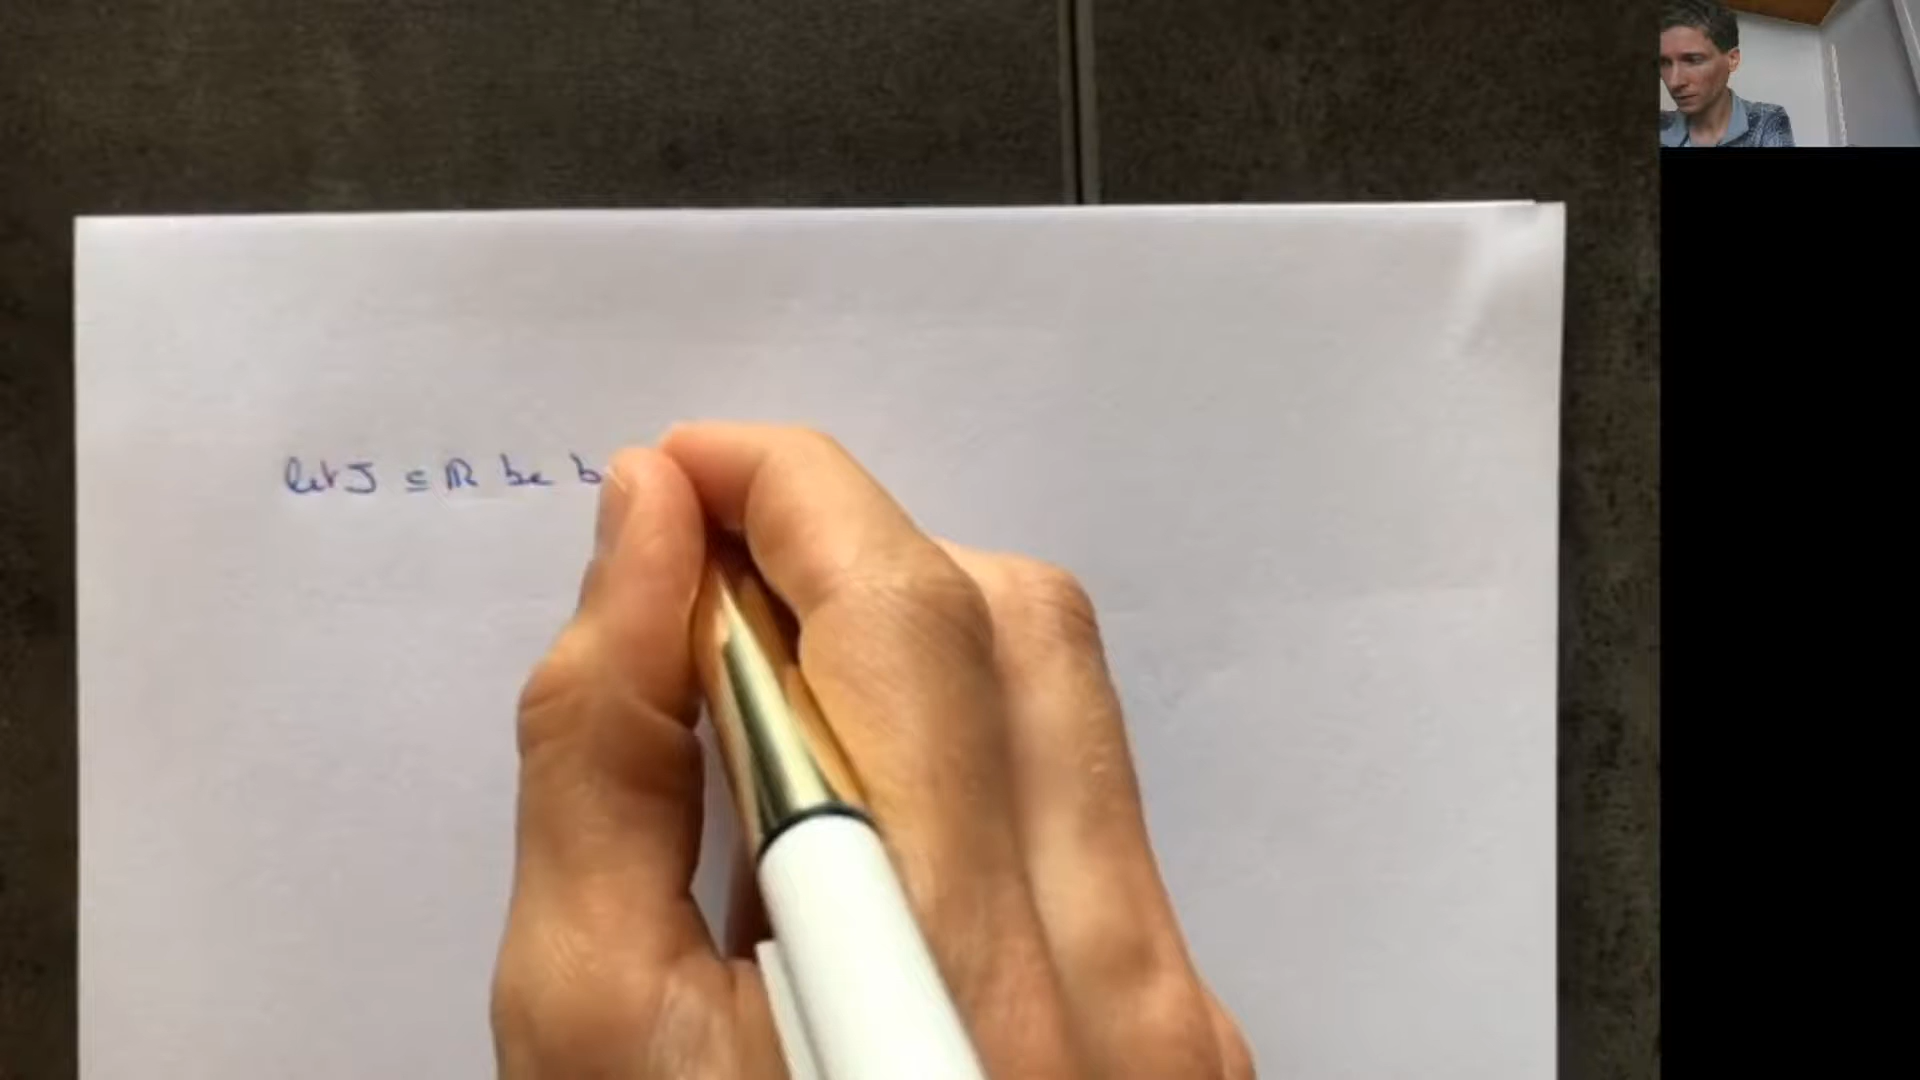 let J ⊆ ℝ be b